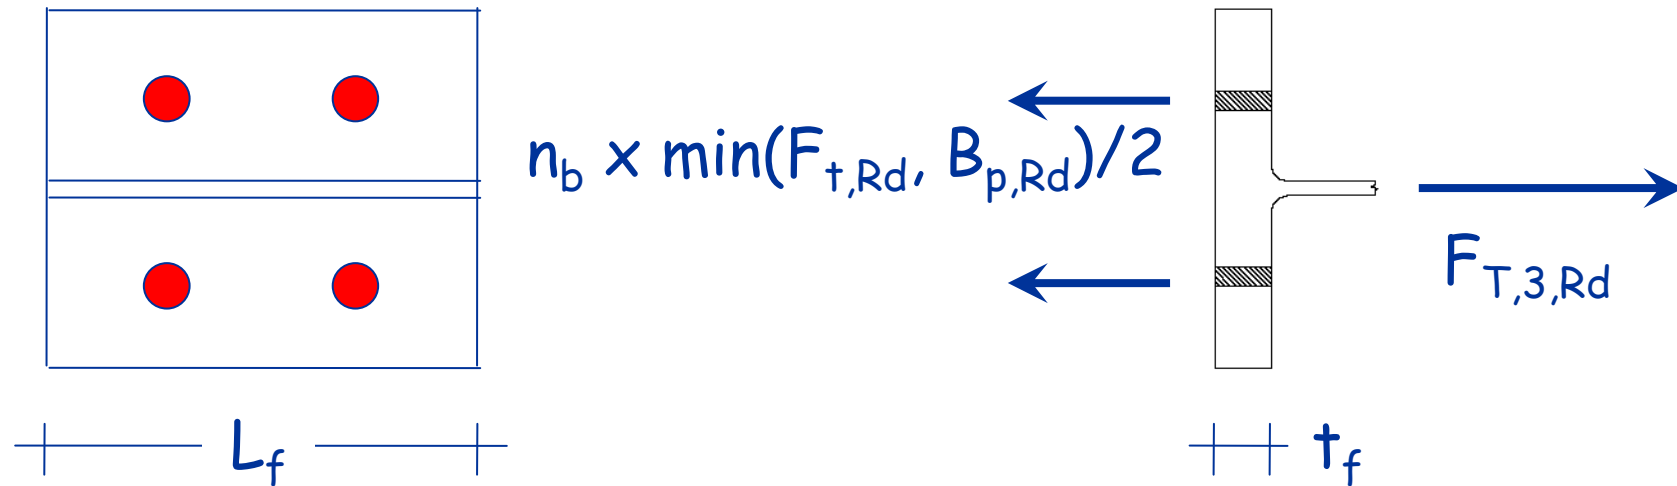 n_b x min(F_t,Rd, B_p,Rd)/2
F_T,3,Rd
L_f
t_f